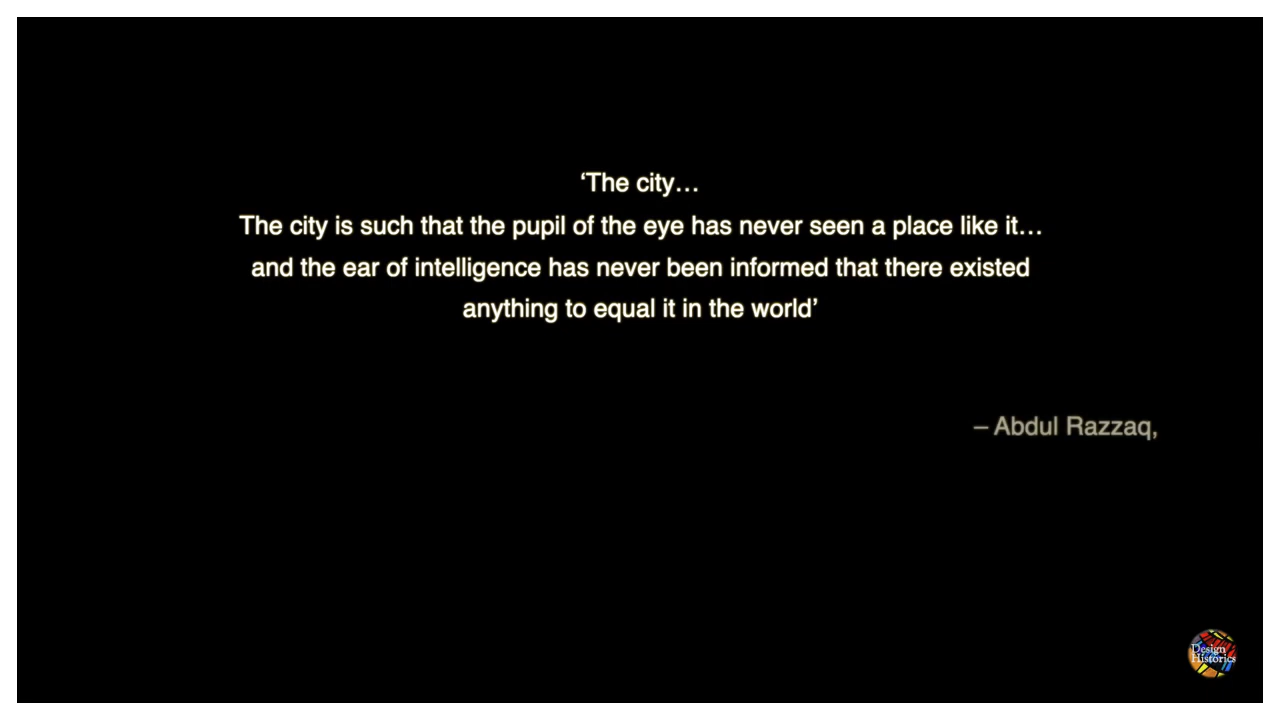 ‘The city…
The city is such that the pupil of the eye has never seen a place like it…
and the ear of intelligence has never been informed that there existed
anything to equal it in the world’
– Abdul Razzaq,
Design
Historics